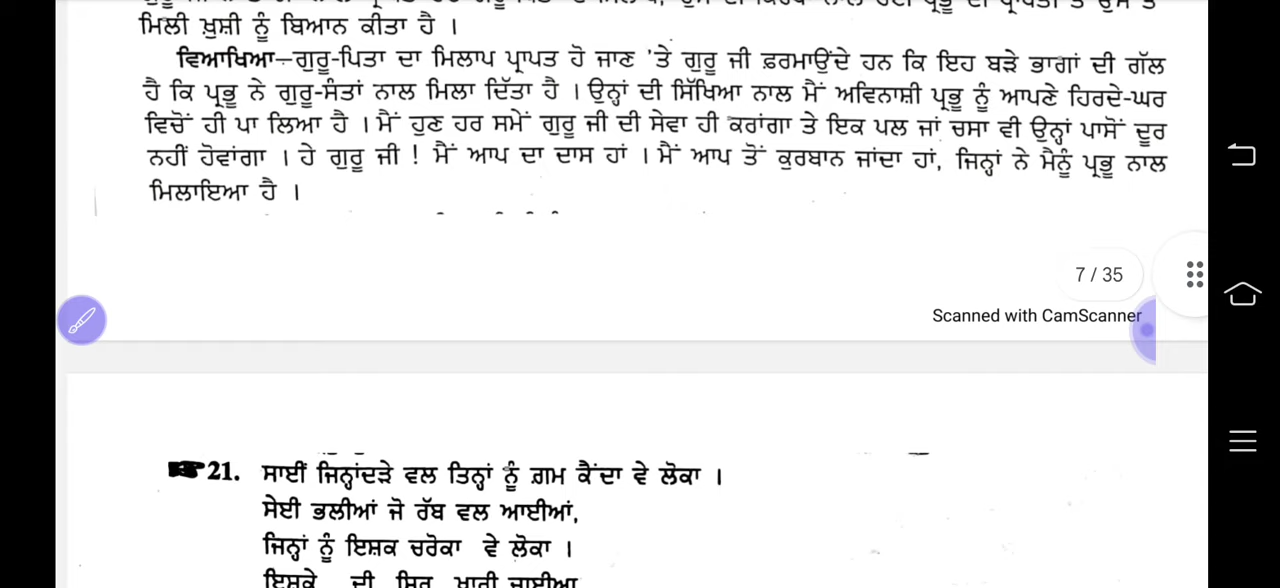 ਮਿਲੀ ਖ਼ੁਸ਼ੀ ਨੂੰ ਬਿਆਨ ਕੀਤਾ ਹੈ ।
ਵਿਆਖਿਆ—ਗੁਰੂ-ਪਿਤਾ ਦਾ ਮਿਲਾਪ ਪ੍ਰਾਪਤ ਹੋ ਜਾਣ 'ਤੇ ਗੁਰੂ ਜੀ ਫ਼ਰਮਾਉਂਦੇ ਹਨ ਕਿ ਇਹ ਬੜੇ ਭਾਗਾਂ ਦੀ ਗੱਲ
ਹੈ ਕਿ ਪ੍ਰਭੂ ਨੇ ਗੁਰੂ-ਸੰਤਾਂ ਨਾਲ ਮਿਲਾ ਦਿੱਤਾ ਹੈ । ਉਨ੍ਹਾਂ ਦੀ ਸਿੱਖਿਆ ਨਾਲ ਮੈਂ ਅਵਿਨਾਸ਼ੀ ਪ੍ਰਭੂ ਨੂੰ ਆਪਣੇ ਹਿਰਦੇ-ਘਰ
ਵਿਚੋਂ ਹੀ ਪਾ ਲਿਆ ਹੈ । ਮੈਂ ਹੁਣ ਹਰ ਸਮੇਂ ਗੁਰੂ ਜੀ ਦੀ ਸੇਵਾ ਹੀ ਕਰਾਂਗਾ ਤੇ ਇਕ ਪਲ ਜਾਂ ਚਸਾ ਵੀ ਉਨ੍ਹਾਂ ਪਾਸੋਂ ਦੂਰ
ਨਹੀਂ ਹੋਵਾਂਗਾ । ਹੇ ਗੁਰੂ ਜੀ ! ਮੈਂ ਆਪ ਦਾ ਦਾਸ ਹਾਂ । ਮੈਂ ਆਪ ਤੋਂ ਕੁਰਬਾਨ ਜਾਂਦਾ ਹਾਂ, ਜਿਨ੍ਹਾਂ ਨੇ ਮੈਨੂੰ ਪ੍ਰਭੂ ਨਾਲ
ਮਿਲਾਇਆ ਹੈ ।
7 / 35
Scanned with CamScanner
21. ਸਾਈਂ ਜਿਨ੍ਹਾਂਦੜੇ ਵਲ ਤਿਨ੍ਹਾਂ ਨੂੰ ਗ਼ਮ ਕੈਂਦਾ ਵੇ ਲੋਕਾ ।
ਸੇਈ ਭਲੀਆਂ ਜੋ ਰੱਬ ਵਲ ਆਈਆਂ,
ਜਿਨ੍ਹਾਂ ਨੂੰ ਇਸ਼ਕ ਚਰੋਕਾ ਵੇ ਲੋਕਾ ।
ਇਸ਼ਕੇ ਦੀ ਸਿਰ ਖਾਰੀ ਚਾਈਆ